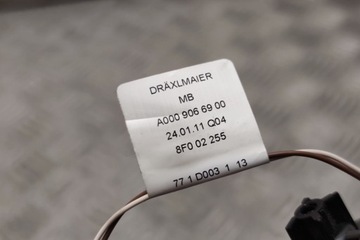 DRÄXLMAIER
MB
A000 906 69 00
24.01.11 Q04
8F0 02 255
77 1 D003 1 13